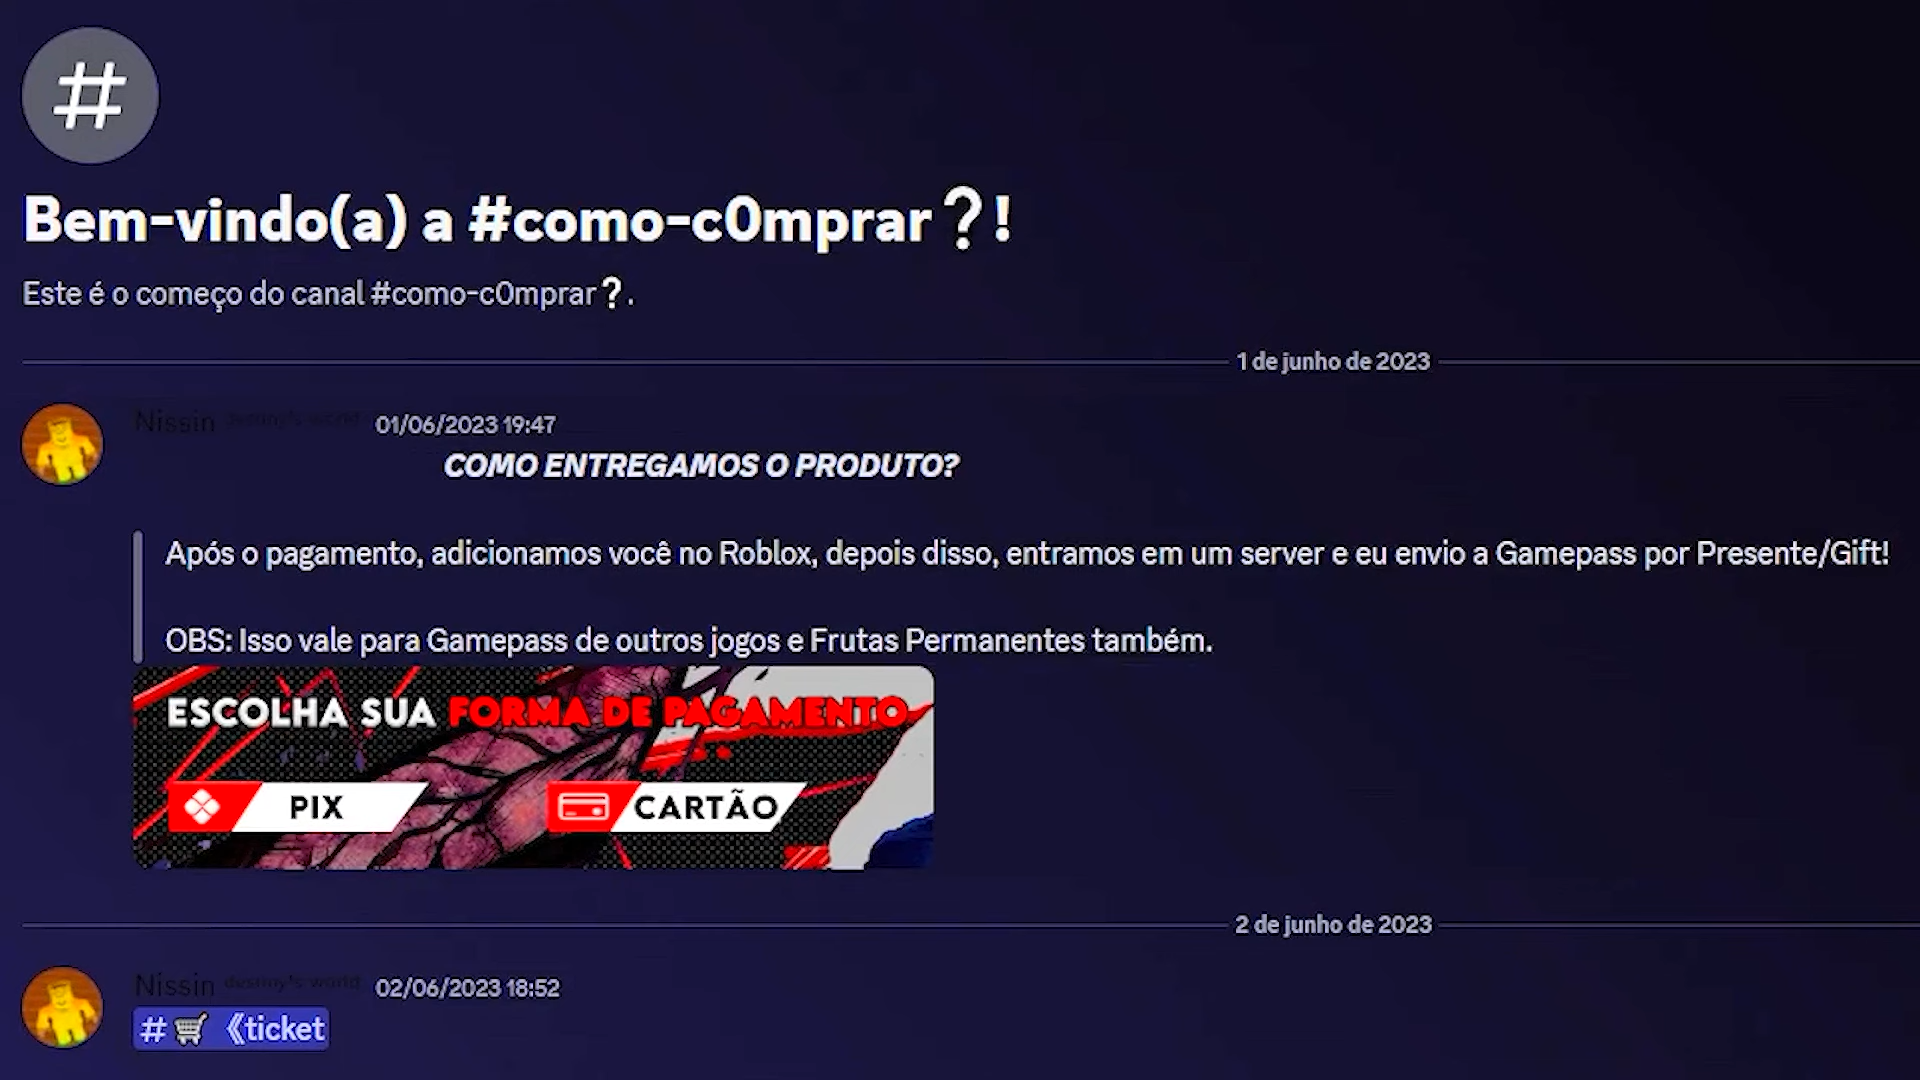 #
Bem-vindo(a) a #como-c0mprar❔!
Este é o começo do canal #como-c0mprar❔.
1 de junho de 2023
Nissin 01/06/2023 19:47
COMO ENTREGAMOS O PRODUTO?
Após o pagamento, adicionamos você no Roblox, depois disso, entramos em um server e eu envio a Gamepass por Presente/Gift!
OBS: Isso vale para Gamepass de outros jogos e Frutas Permanentes também.
ESCOLHA SUA FORMA DE PAGAMENTO
PIX CARTÃO
2 de junho de 2023
Nissin 02/06/2023 18:52
#🛒《ticket